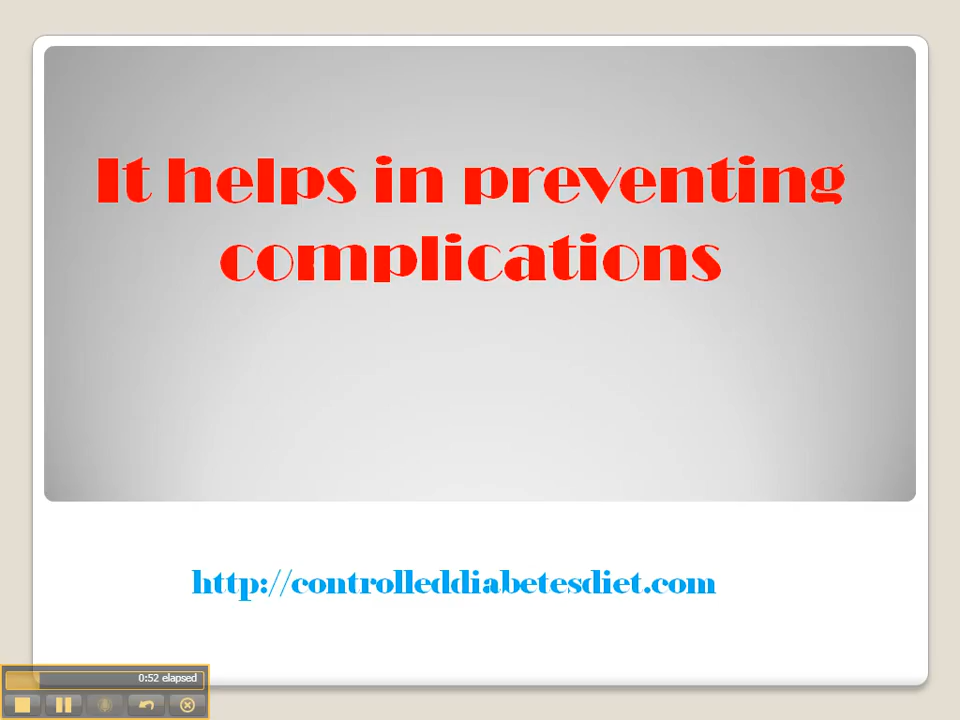 It helps in preventing
complications
http://controlleddiabetesdiet.com
0:52 elapsed